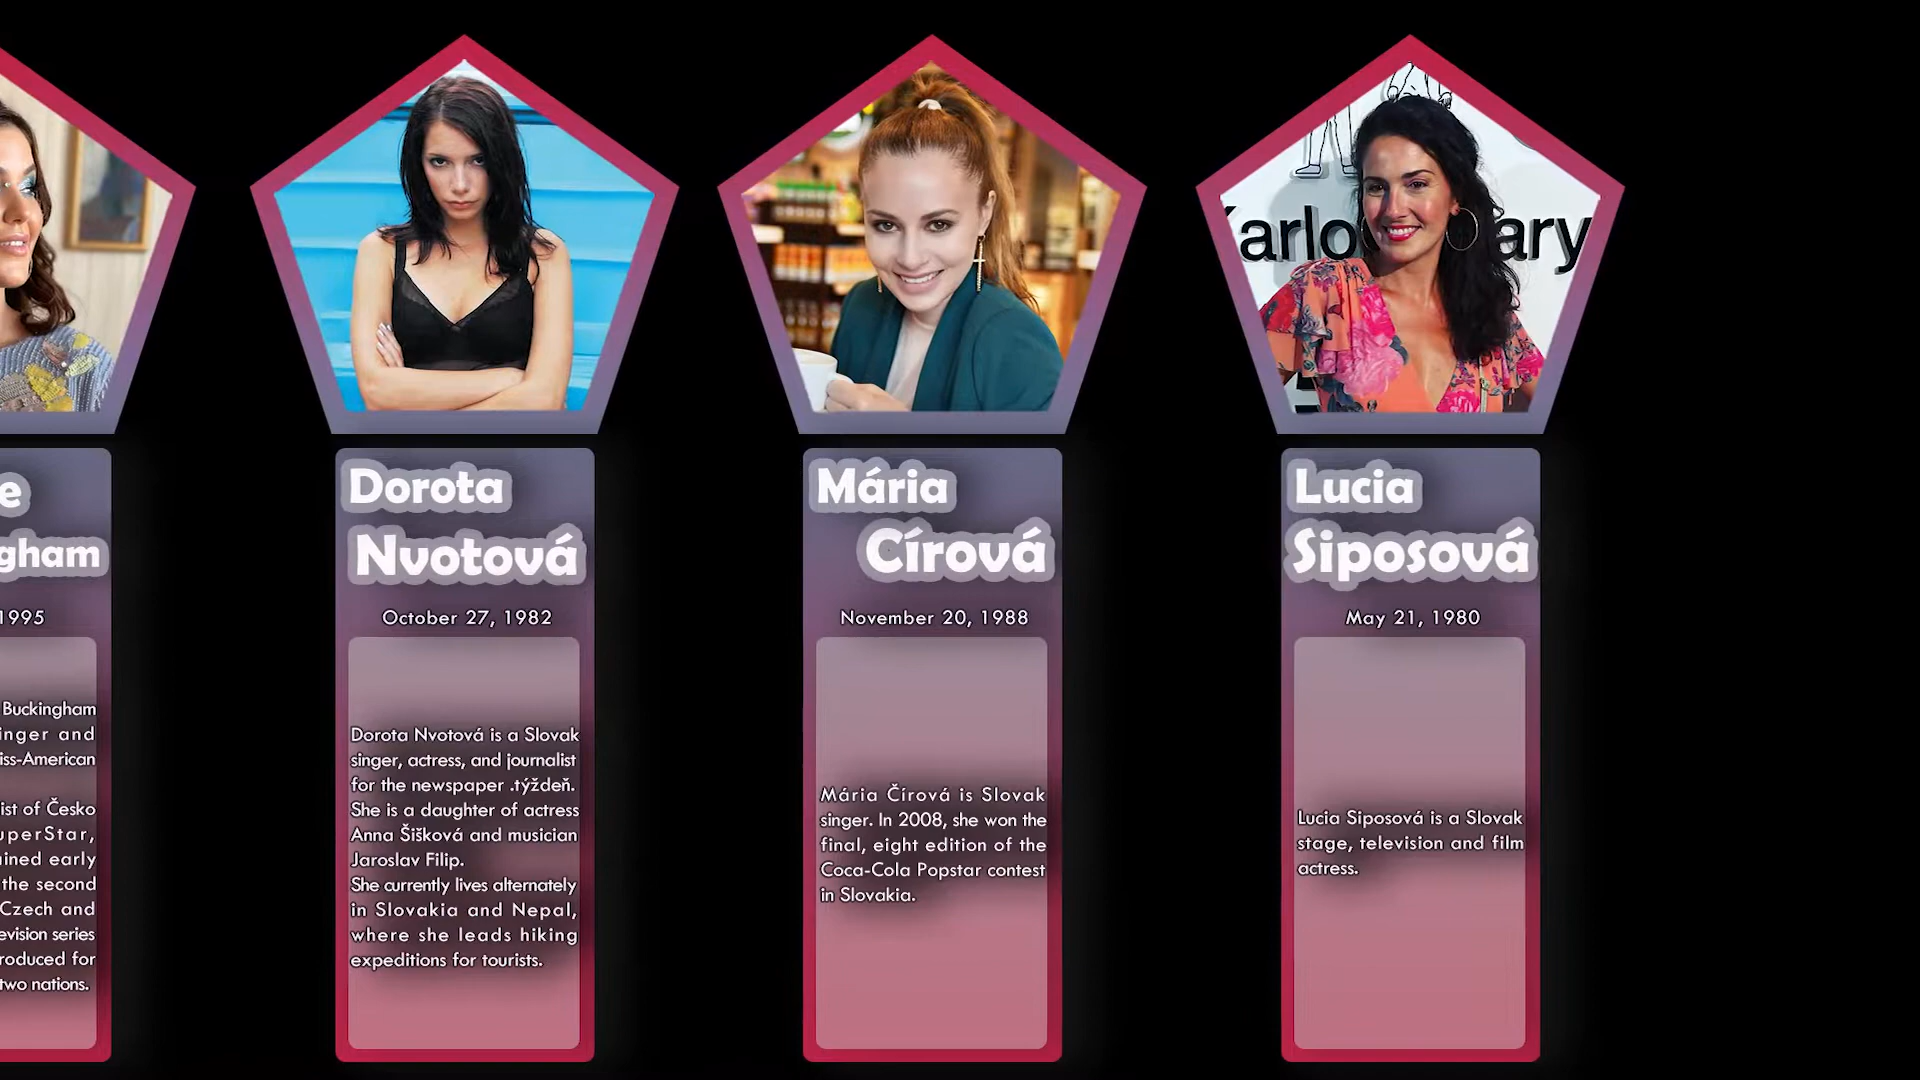 e
gham
1995
Buckingham
inger and
iss-American
ist of Česko
uperStar,
ined early
the second
Czech and
evision series
roduced for
two nations.
Dorota
Nvotová
October 27, 1982
Dorota Nvotová is a Slovak
singer, actress, and journalist
for the newspaper .týždeň.
She is a daughter of actress
Anna Šišková and musician
Jaroslav Filip.
She currently lives alternately
in Slovakia and Nepal,
where she leads hiking
expeditions for tourists.
Mária
Círová
November 20, 1988
Mária Čírová is Slovak
singer. In 2008, she won the
final, eight edition of the
Coca-Cola Popstar contest
in Slovakia.
Karlo ary
Lucia
Siposová
May 21, 1980
Lucia Siposová is a Slovak
stage, television and film
actress.